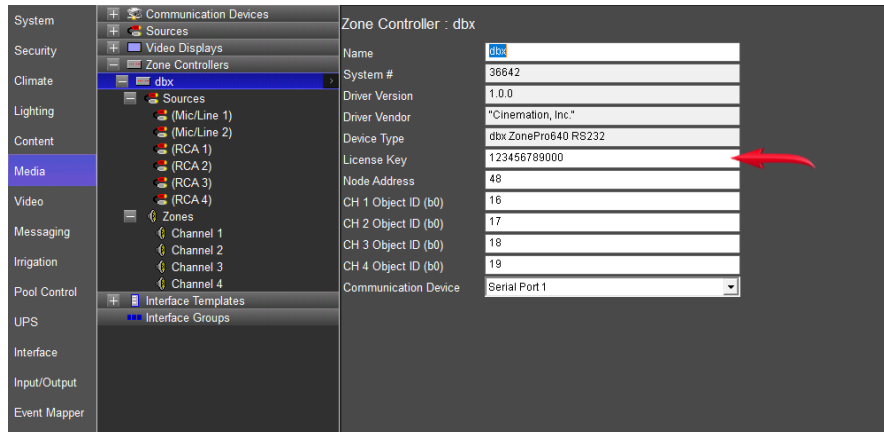 System
Security
Climate
Lighting
Content
Media
Video
Messaging
Irrigation
Pool Control
UPS
Interface
Input/Output
Event Mapper
Communication Devices
Sources
Video Displays
Zone Controllers
dbx
Sources
(Mic/Line 1)
(Mic/Line 2)
(RCA 1)
(RCA 2)
(RCA 3)
(RCA 4)
Zones
Channel 1
Channel 2
Channel 3
Channel 4
Interface Templates
Interface Groups
Zone Controller : dbx
Name dbx
System # 36642
Driver Version 1.0.0
Driver Vendor "Cinemation, Inc."
Device Type dbx ZonePro640 RS232
License Key 123456789000
Node Address 48
CH 1 Object ID (b0) 16
CH 2 Object ID (b0) 17
CH 3 Object ID (b0) 18
CH 4 Object ID (b0) 19
Communication Device Serial Port 1